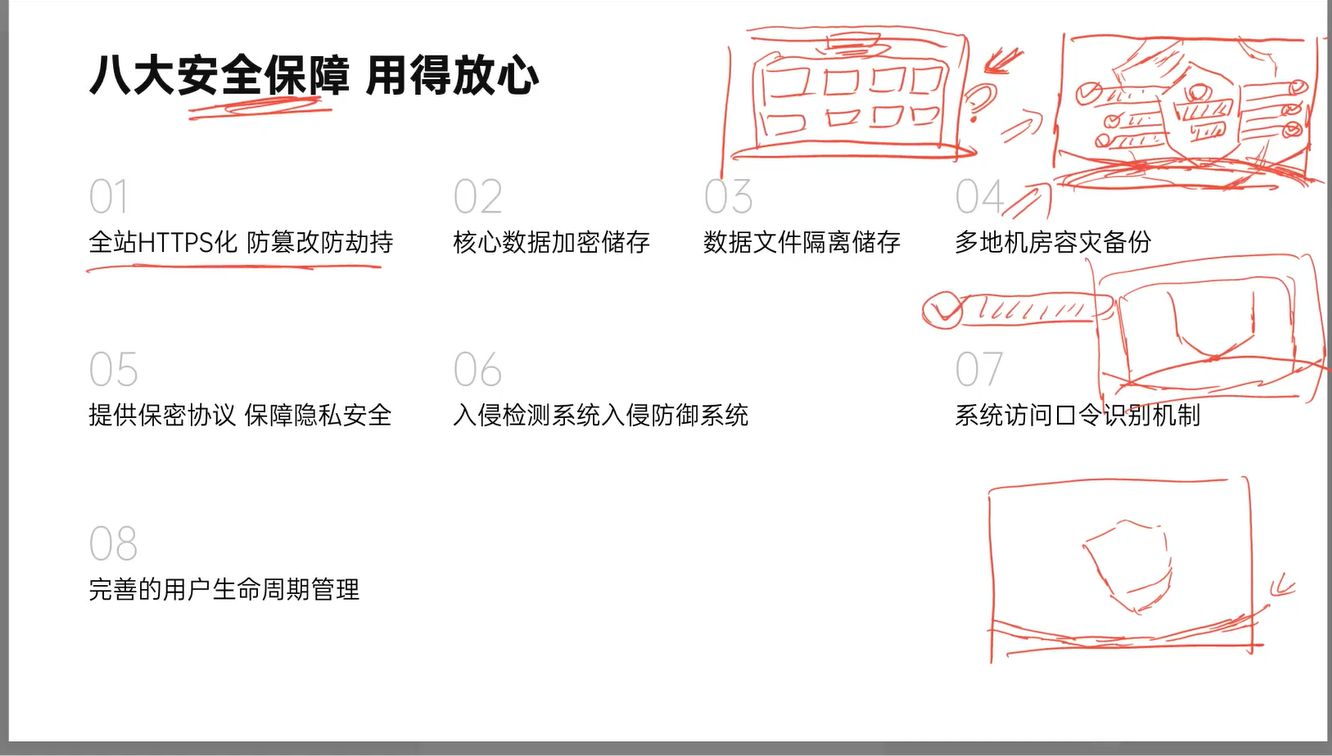 八大安全保障 用得放心
01
全站HTTPS化 防篡改防劫持
02
核心数据加密储存
03
数据文件隔离储存
04
多地机房容灾备份
05
提供保密协议 保障隐私安全
06
入侵检测系统入侵防御系统
07
系统访问口令识别机制
08
完善的用户生命周期管理
?